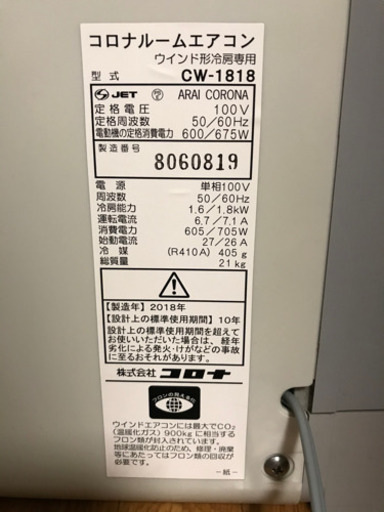 コロナルームエアコン
ウインド形冷房専用
型式 CW-1818
JET ARAI CORONA
定格電圧 100V
定格周波数 50/60Hz
電動機の定格消費電力 600/675W
製造番号
8060819
電源 単相100V
周波数 50/60Hz
冷房能力 1.6/1.8kW
運転電流 6.7/7.1A
消費電力 605/705W
始動電流 27/26A
冷媒 (R410A) 405g
総質量 21kg
【製造年】2018年
【設計上の標準使用期間】10年
設計上の標準使用期間を超えて
お使いいただいた場合は、経年
劣化による発火・けがなどの事故
に至るおそれがあります。
株式会社コロナ
フロンの見える化
ウインドエアコンには最大でCO₂
(温暖化ガス)900kgに相当する
フロン類が封入されています。
地球温暖化防止のため、修理・廃棄
等にあたってはフロン類の回収が
必要です。
-紙-